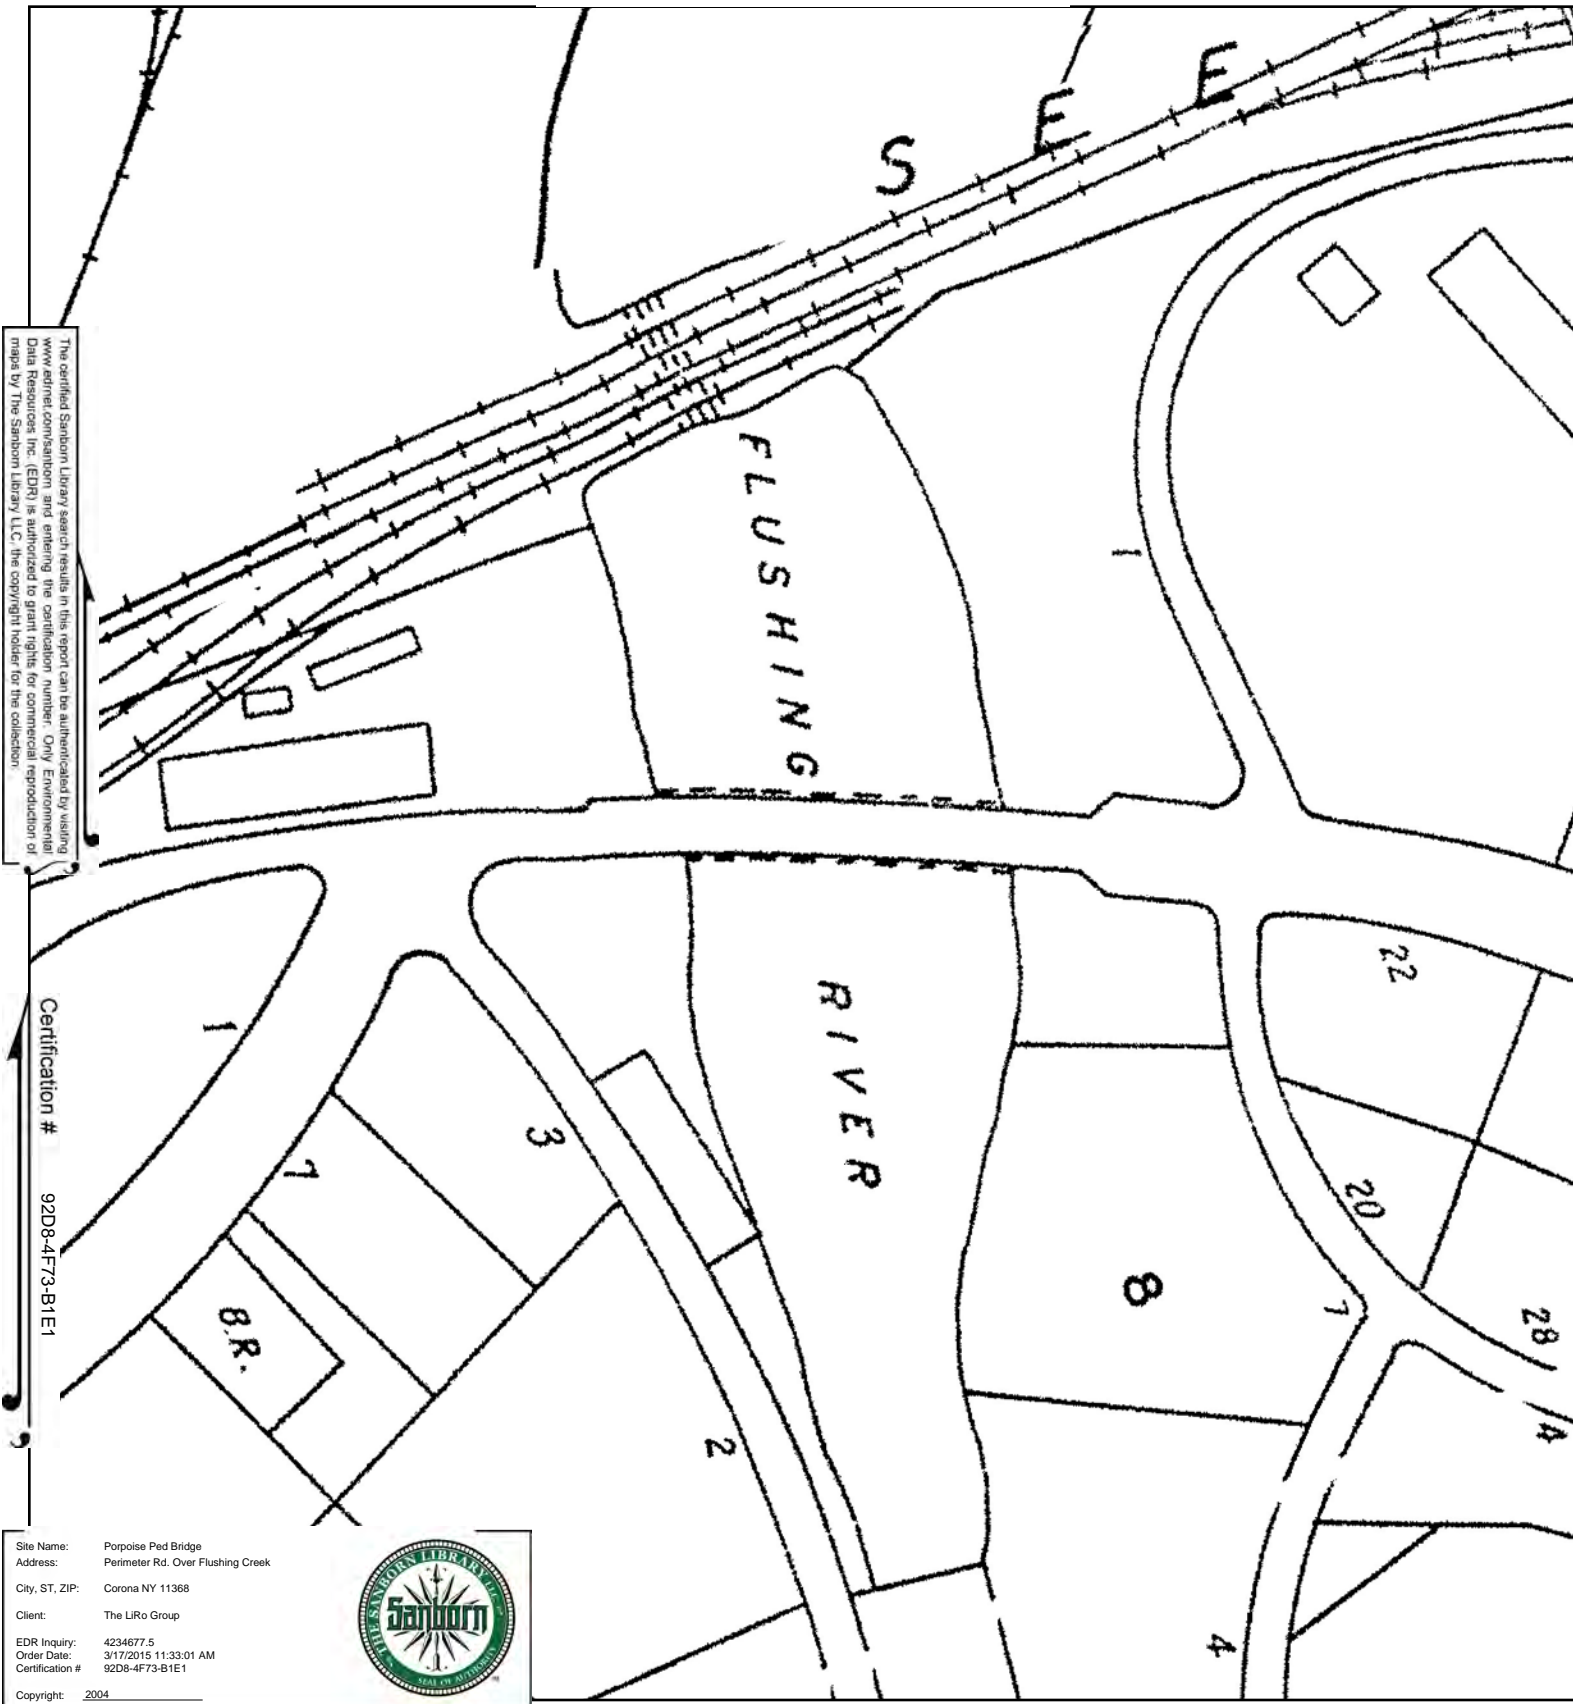 S E E
FLUSHING
RIVER
1
22
20
28
7
8
4
4
1
7
3
2
B.R.
The certified Sanborn Library search results in this report can be authenticated by visiting
www.edrnet.com/sanborn and entering the certification number. Only Environmental
Data Resources Inc. (EDR) is authorized to grant rights for commercial reproduction of
maps by The Sanborn Library LLC, the copyright holder for the collection.
Certification # 92D8-4F73-B1E1
Site Name: Porpoise Ped Bridge
Address: Perimeter Rd. Over Flushing Creek
City, ST, ZIP: Corona NY 11368
Client: The LiRo Group
EDR Inquiry: 4234677.5
Order Date: 3/17/2015 11:33:01 AM
Certification # 92D8-4F73-B1E1
Copyright: 2004
THE SANBORN LIBRARY LLC
Sanborn
SEAL OF AUTHORITY